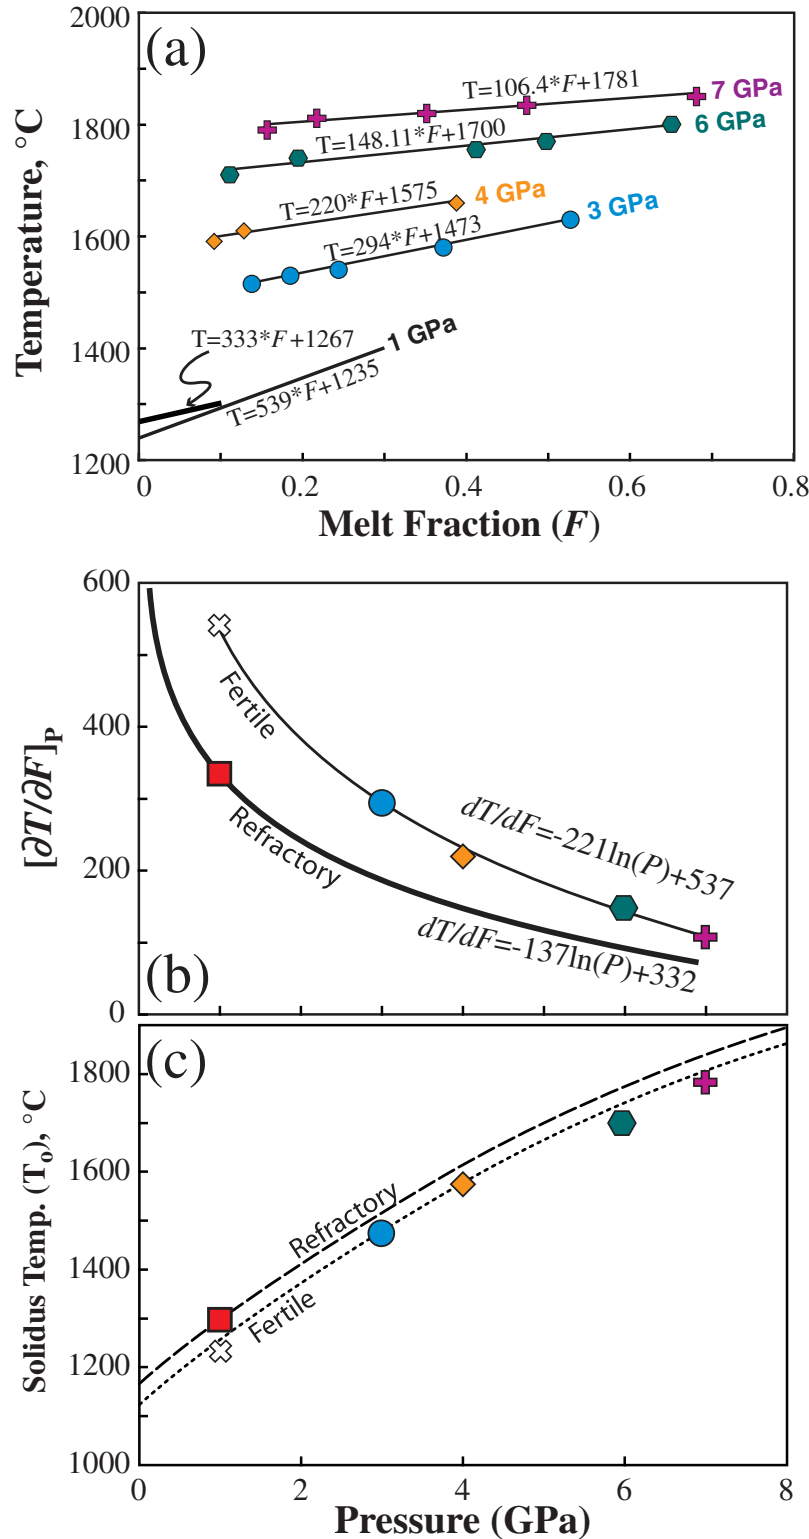 (a)
2000
1800
1600
1400
1200
Temperature, °C
T=106.4*F+1781
7 GPa
T=148.11*F+1700
6 GPa
T=220*F+1575
4 GPa
T=294*F+1473
3 GPa
T=333*F+1267
1 GPa
T=539*F+1235
0 0.2 0.4 0.6 0.8
Melt Fraction (F)
600
400
200
0
[∂T/∂F]P
Fertile
Refractory
dT/dF=-221ln(P)+537
dT/dF=-137ln(P)+332
(b)
(c)
1800
1600
1400
1200
1000
Solidus Temp. (To), °C
Refractory
Fertile
0 2 4 6 8
Pressure (GPa)